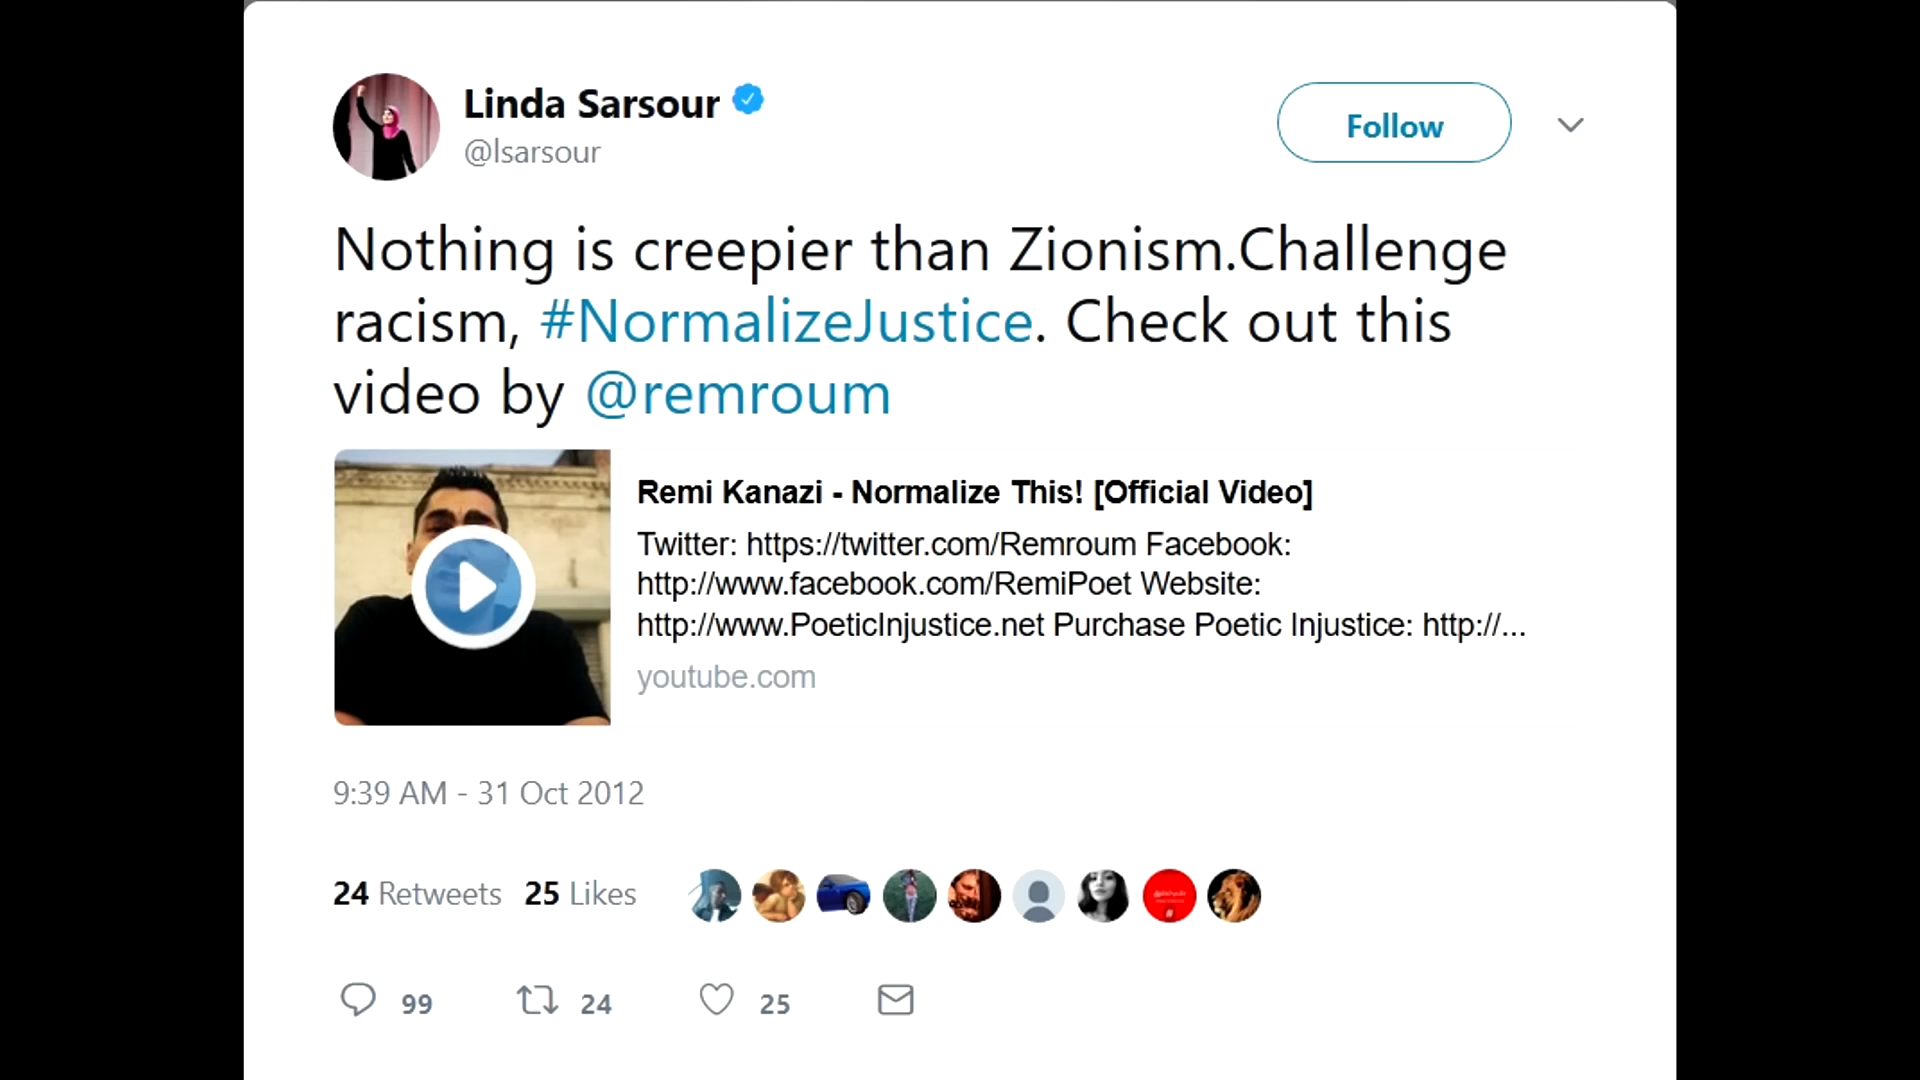 Linda Sarsour
@lsarsour
Follow
Nothing is creepier than Zionism.Challenge
racism, #NormalizeJustice. Check out this
video by @remroum
Remi Kanazi - Normalize This! [Official Video]
Twitter: https://twitter.com/Remroum Facebook:
http://www.facebook.com/RemiPoet Website:
http://www.PoeticInjustice.net Purchase Poetic Injustice: http://...
youtube.com
9:39 AM - 31 Oct 2012
24 Retweets 25 Likes
99 24 25